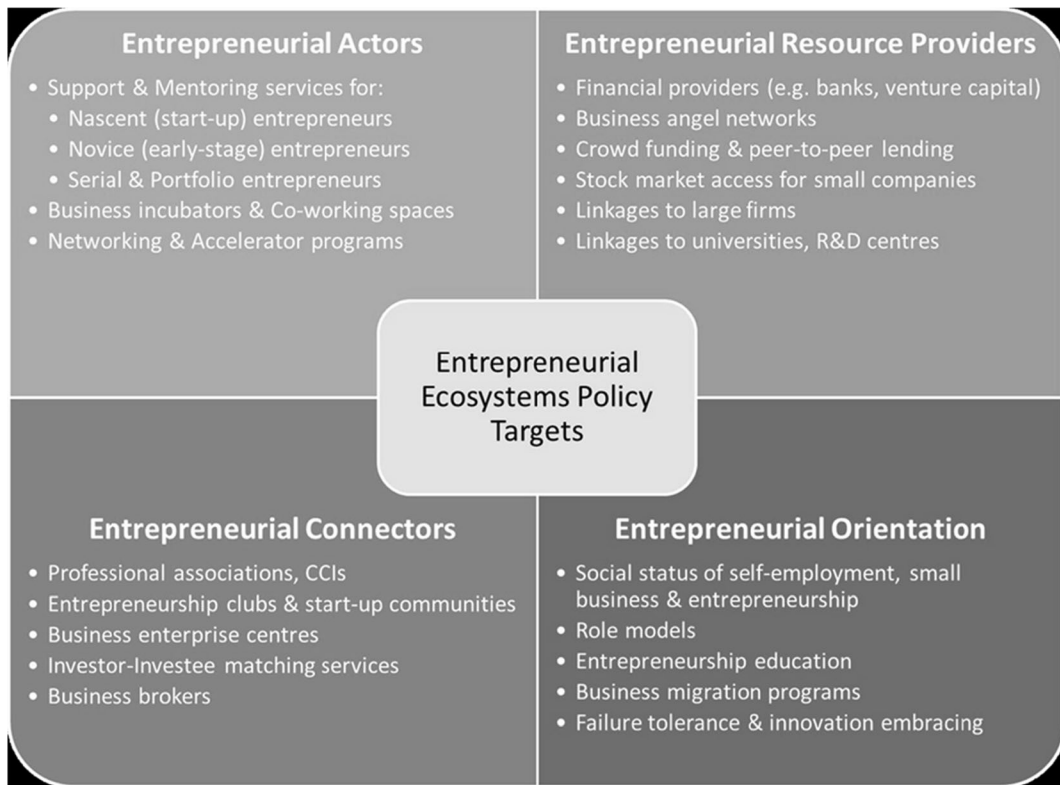 Entrepreneurial Actors
• Support & Mentoring services for:
• Nascent (start-up) entrepreneurs
• Novice (early-stage) entrepreneurs
• Serial & Portfolio entrepreneurs
• Business incubators & Co-working spaces
• Networking & Accelerator programs
Entrepreneurial Resource Providers
• Financial providers (e.g. banks, venture capital)
• Business angel networks
• Crowd funding & peer-to-peer lending
• Stock market access for small companies
• Linkages to large firms
• Linkages to universities, R&D centres
Entrepreneurial
Ecosystems Policy
Targets
Entrepreneurial Connectors
• Professional associations, CCIs
• Entrepreneurship clubs & start-up communities
• Business enterprise centres
• Investor-Investee matching services
• Business brokers
Entrepreneurial Orientation
• Social status of self-employment, small
business & entrepreneurship
• Role models
• Entrepreneurship education
• Business migration programs
• Failure tolerance & innovation embracing